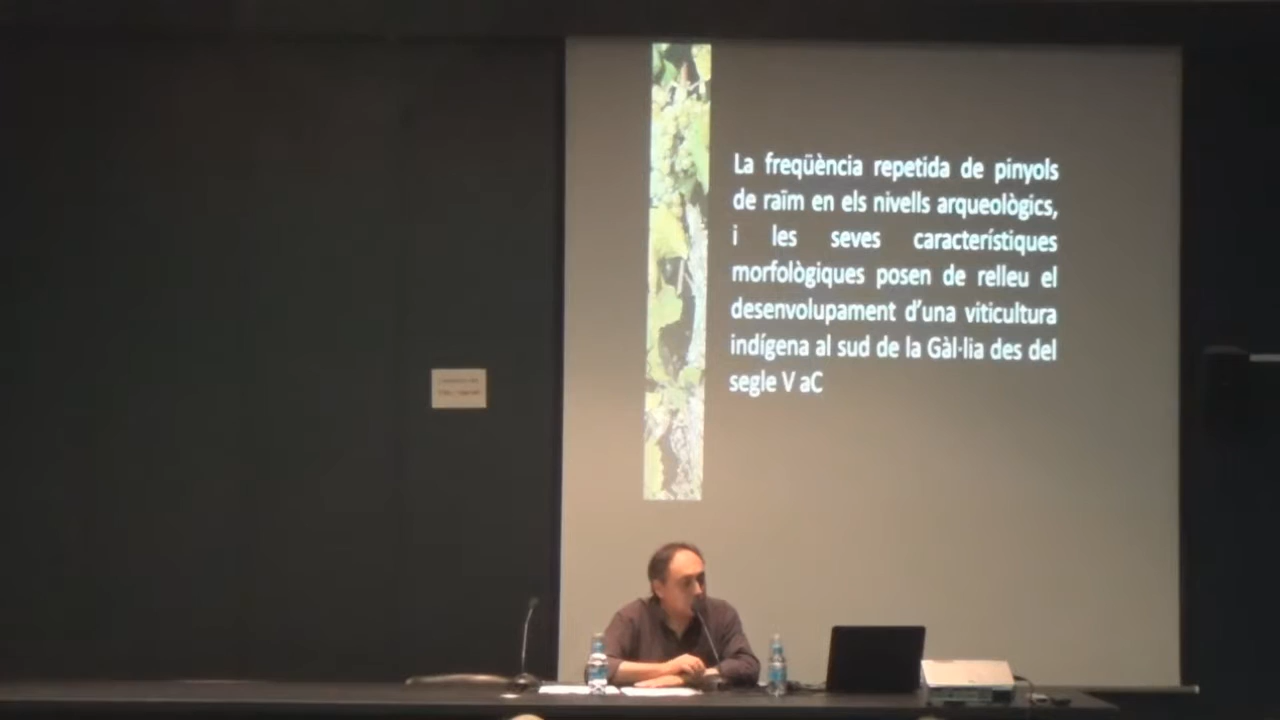 La freqüència repetida de pinyols
de raïm en els nivells arqueològics,
i les seves característiques
morfològiques posen de relleu el
desenvolupament d'una viticultura
indígena al sud de la Gàl·lia des del
segle V aC